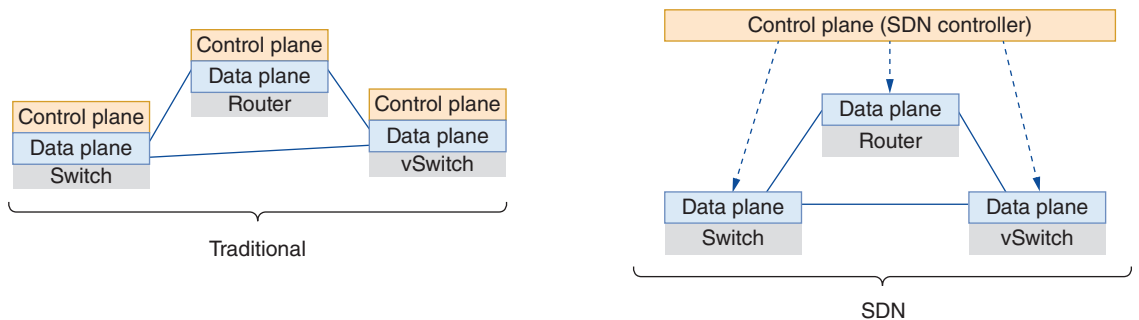 Control plane
Data plane
Router
Control plane
Data plane
Switch
Control plane
Data plane
vSwitch
Traditional
Control plane (SDN controller)
Data plane
Router
Data plane
Switch
Data plane
vSwitch
SDN